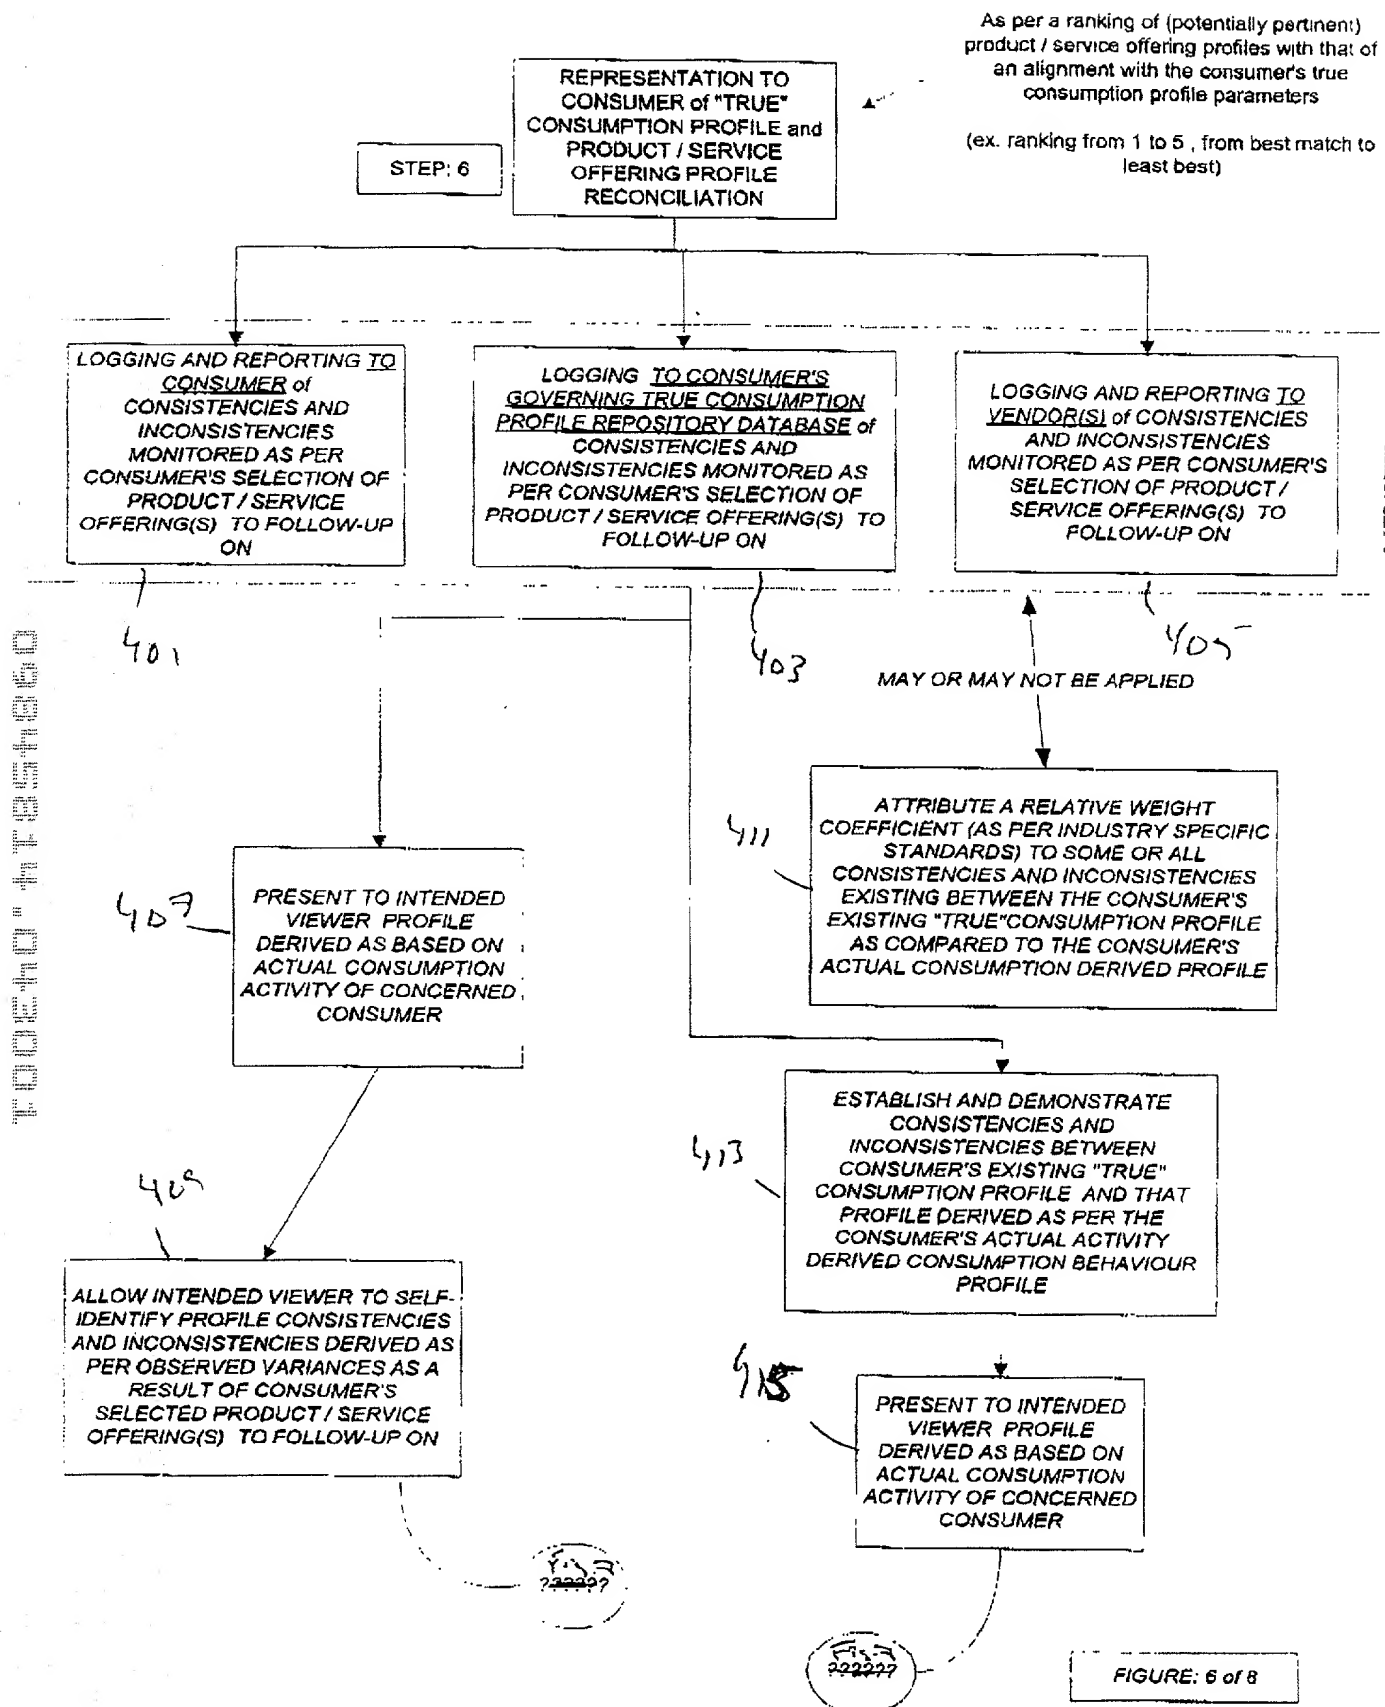 As per a ranking of (potentially pertinent)
product / service offering profiles with that of
an alignment with the consumer's true
consumption profile parameters
(ex. ranking from 1 to 5 , from best match to
least best)
STEP: 6
REPRESENTATION TO
CONSUMER of "TRUE"
CONSUMPTION PROFILE and
PRODUCT / SERVICE
OFFERING PROFILE
RECONCILIATION
LOGGING AND REPORTING TO
CONSUMER of
CONSISTENCIES AND
INCONSISTENCIES
MONITORED AS PER
CONSUMER'S SELECTION OF
PRODUCT / SERVICE
OFFERING(S) TO FOLLOW-UP
ON
LOGGING TO CONSUMER'S
GOVERNING TRUE CONSUMPTION
PROFILE REPOSITORY DATABASE of
CONSISTENCIES AND
INCONSISTENCIES MONITORED AS
PER CONSUMER'S SELECTION OF
PRODUCT / SERVICE OFFERING(S) TO
FOLLOW-UP ON
LOGGING AND REPORTING TO
VENDOR(S) of CONSISTENCIES
AND INCONSISTENCIES
MONITORED AS PER CONSUMER'S
SELECTION OF PRODUCT /
SERVICE OFFERING(S) TO
FOLLOW-UP ON
401
403
405
MAY OR MAY NOT BE APPLIED
411
ATTRIBUTE A RELATIVE WEIGHT
COEFFICIENT (AS PER INDUSTRY SPECIFIC
STANDARDS) TO SOME OR ALL
CONSISTENCIES AND INCONSISTENCIES
EXISTING BETWEEN THE CONSUMER'S
EXISTING "TRUE"CONSUMPTION PROFILE
AS COMPARED TO THE CONSUMER'S
ACTUAL CONSUMPTION DERIVED PROFILE
407
PRESENT TO INTENDED
VIEWER PROFILE
DERIVED AS BASED ON
ACTUAL CONSUMPTION
ACTIVITY OF CONCERNED
CONSUMER
413
ESTABLISH AND DEMONSTRATE
CONSISTENCIES AND
INCONSISTENCIES BETWEEN
CONSUMER'S EXISTING "TRUE"
CONSUMPTION PROFILE AND THAT
PROFILE DERIVED AS PER THE
CONSUMER'S ACTUAL ACTIVITY
DERIVED CONSUMPTION BEHAVIOUR
PROFILE
409
ALLOW INTENDED VIEWER TO SELF-
IDENTIFY PROFILE CONSISTENCIES
AND INCONSISTENCIES DERIVED AS
PER OBSERVED VARIANCES AS A
RESULT OF CONSUMER'S
SELECTED PRODUCT / SERVICE
OFFERING(S) TO FOLLOW-UP ON
415
PRESENT TO INTENDED
VIEWER PROFILE
DERIVED AS BASED ON
ACTUAL CONSUMPTION
ACTIVITY OF CONCERNED
CONSUMER
Fig 7
??????
Fig 7
??????
FIGURE: 6 of 8